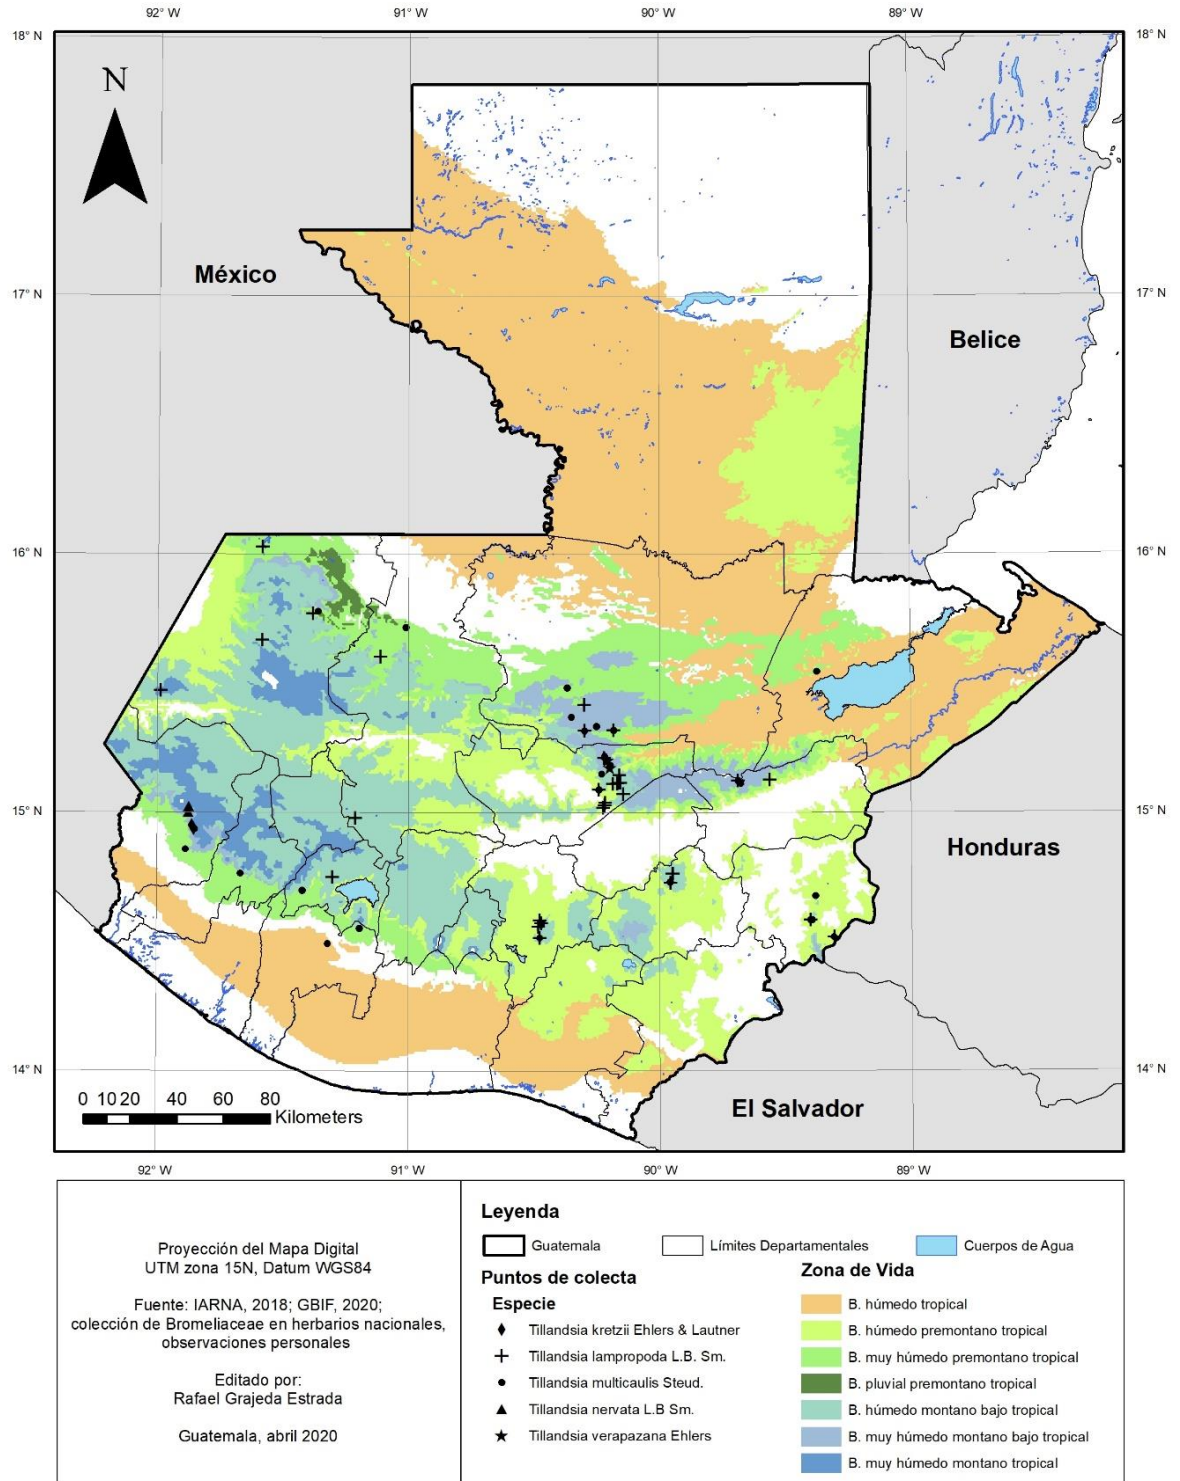 92° W 91° W 90° W 89° W
18° N 18° N
N
México
17° N 17° N
Belice
16° N 16° N
15° N 15° N
Honduras
14° N 14° N
0 10 20 40 60 80
Kilometers
El Salvador
92° W 91° W 90° W 89° W
Proyección del Mapa Digital
UTM zona 15N, Datum WGS84
Fuente: IARNA, 2018; GBIF, 2020;
colección de Bromeliaceae en herbarios nacionales,
observaciones personales
Editado por:
Rafael Grajeda Estrada
Guatemala, abril 2020
Leyenda
Guatemala
Límites Departamentales
Cuerpos de Agua
Puntos de colecta
Especie
Tillandsia kretzii Ehlers & Lautner
Tillandsia lampropoda L.B. Sm.
Tillandsia multicaulis Steud.
Tillandsia nervata L.B Sm.
Tillandsia verapazana Ehlers
Zona de Vida
B. húmedo tropical
B. húmedo premontano tropical
B. muy húmedo premontano tropical
B. pluvial premontano tropical
B. húmedo montano bajo tropical
B. muy húmedo montano bajo tropical
B. muy húmedo montano tropical